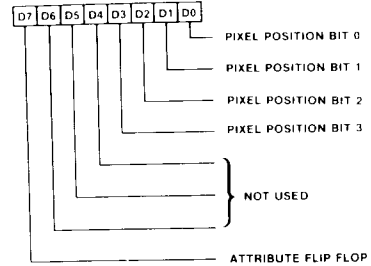 D7 D6 D5 D4 D3 D2 D1 D0
PIXEL POSITION BIT 0
PIXEL POSITION BIT 1
PIXEL POSITION BIT 2
PIXEL POSITION BIT 3
NOT USED
ATTRIBUTE FLIP FLOP